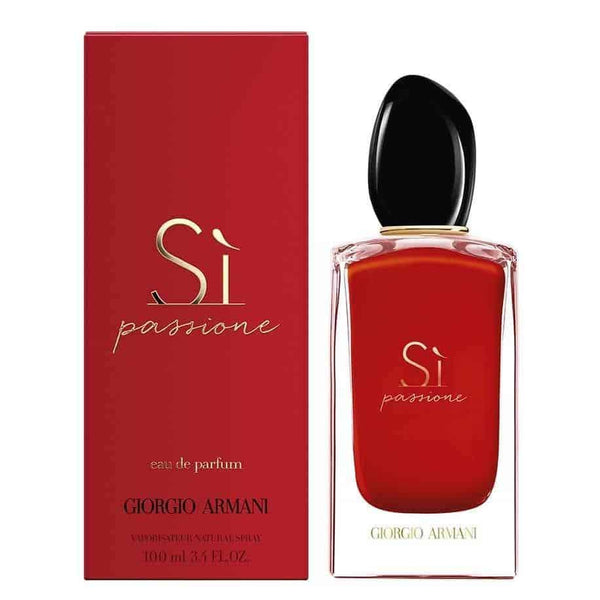 Sì
passione
eau de parfum
GIORGIO ARMANI
VAPORISATEUR NATURAL SPRAY
100 ml 3.4 FL.OZ.
Sì
passione
GIORGIO ARMANI